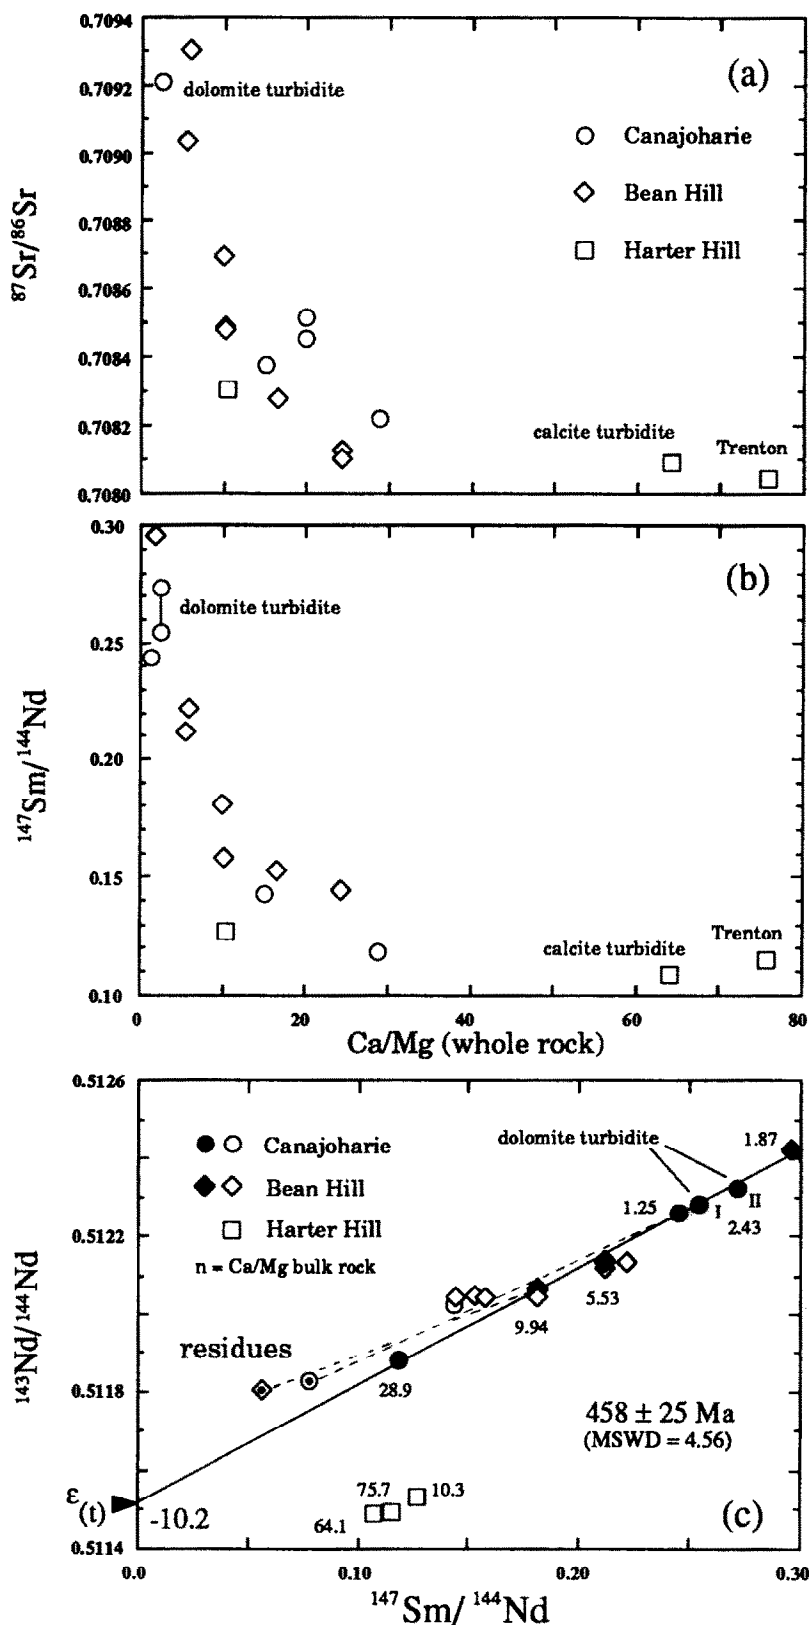 0.7094
(a)
0.7092
dolomite turbidite
Canajoharie
0.7090
Bean Hill
0.7088
Harter Hill
87Sr/86Sr
0.7086
0.7084
0.7082
calcite turbidite
Trenton
0.7080
0.30
(b)
dolomite turbidite
0.25
147Sm/144Nd
0.20
0.15
Trenton
calcite turbidite
0.10
0 20 40 60 80
Ca/Mg (whole rock)
0.5126
Canajoharie
dolomite turbidite
1.87
Bean Hill
1.25
I
II
Harter Hill
2.43
0.5122
n = Ca/Mg bulk rock
5.53
143Nd/144Nd
9.94
residues
28.9
0.5118
458 ± 25 Ma
(MSWD = 4.56)
75.7
10.3
ε(t)
-10.2
64.1
(c)
0.5114
0.0 0.10 0.20 0.30
147Sm/ 144Nd